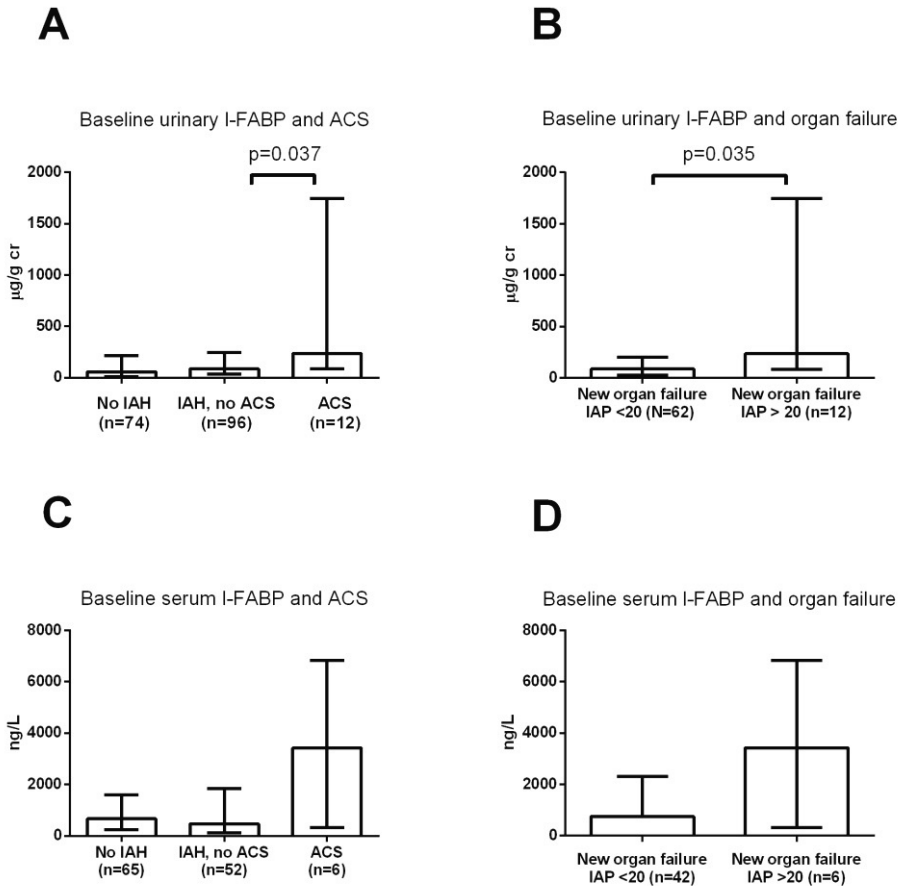 A
Baseline urinary I-FABP and ACS
p=0.037
2000
1500
1000
500
0
µg/g cr
No IAH
(n=74)
IAH, no ACS
(n=96)
ACS
(n=12)
B
Baseline urinary I-FABP and organ failure
p=0.035
2000
1500
1000
500
0
µg/g cr
New organ failure
IAP <20 (N=62)
New organ failure
IAP > 20 (n=12)
C
Baseline serum I-FABP and ACS
8000
6000
4000
2000
0
ng/L
No IAH
(n=65)
IAH, no ACS
(n=52)
ACS
(n=6)
D
Baseline serum I-FABP and organ failure
8000
6000
4000
2000
0
ng/L
New organ failure
IAP <20 (n=42)
New organ failure
IAP >20 (n=6)